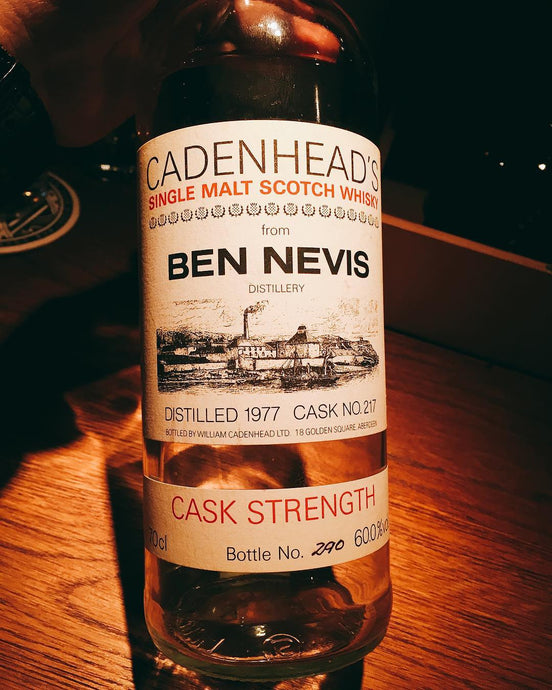 CADENHEAD'S
SINGLE MALT SCOTCH WHISKY
from
BEN NEVIS
DISTILLERY
DISTILLED 1977 CASK NO. 217
BOTTLED BY WILLIAM CADENHEAD LTD. 18 GOLDEN SQUARE, ABERDEEN
CASK STRENGTH
70cl Bottle No. 290 60.0%vo